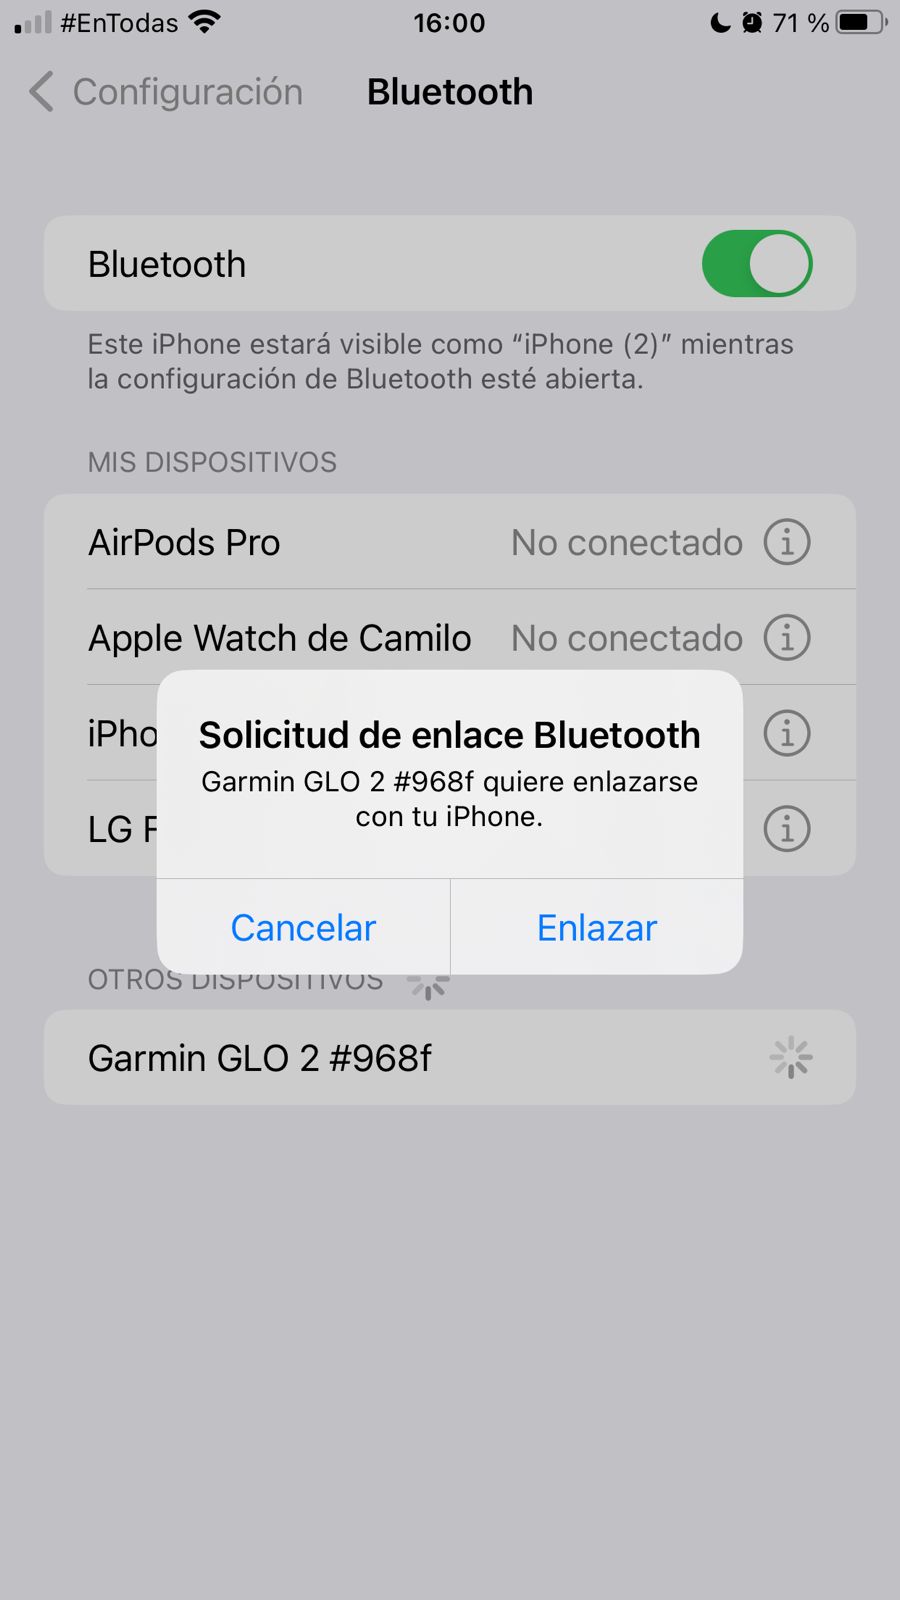 #EnTodas 16:00 71 %
Configuración Bluetooth
Bluetooth
Este iPhone estará visible como “iPhone (2)” mientras
la configuración de Bluetooth esté abierta.
MIS DISPOSITIVOS
AirPods Pro No conectado
Apple Watch de Camilo No conectado
Solicitud de enlace Bluetooth
Garmin GLO 2 #968f quiere enlazarse
con tu iPhone.
LG
Cancelar Enlazar
OTROS DISPOSITIVOS
Garmin GLO 2 #968f